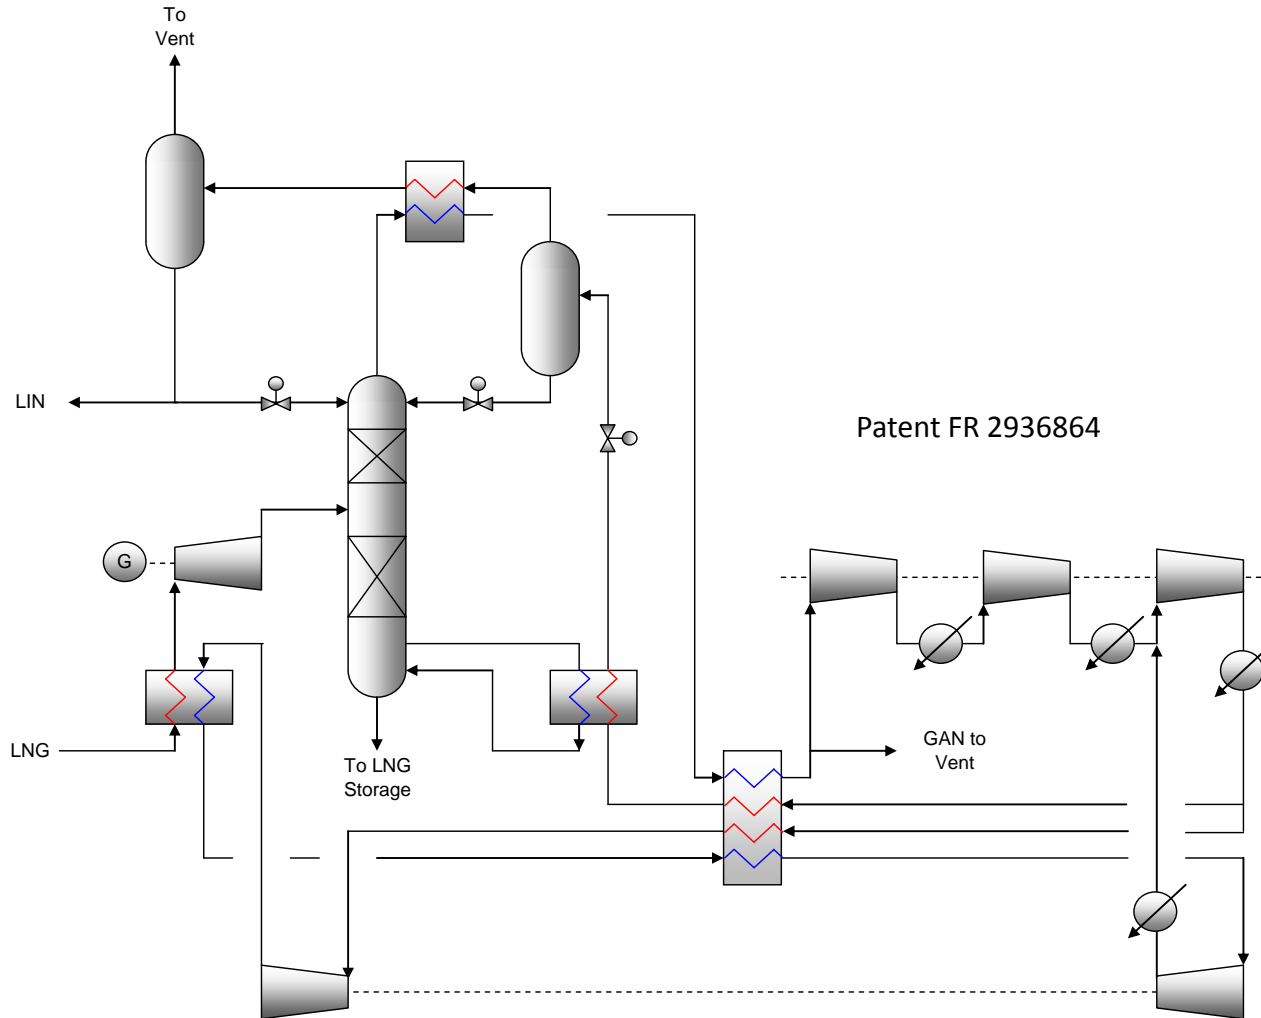 To
Vent
LIN
Patent FR 2936864
G
LNG
To LNG
Storage
GAN to
Vent